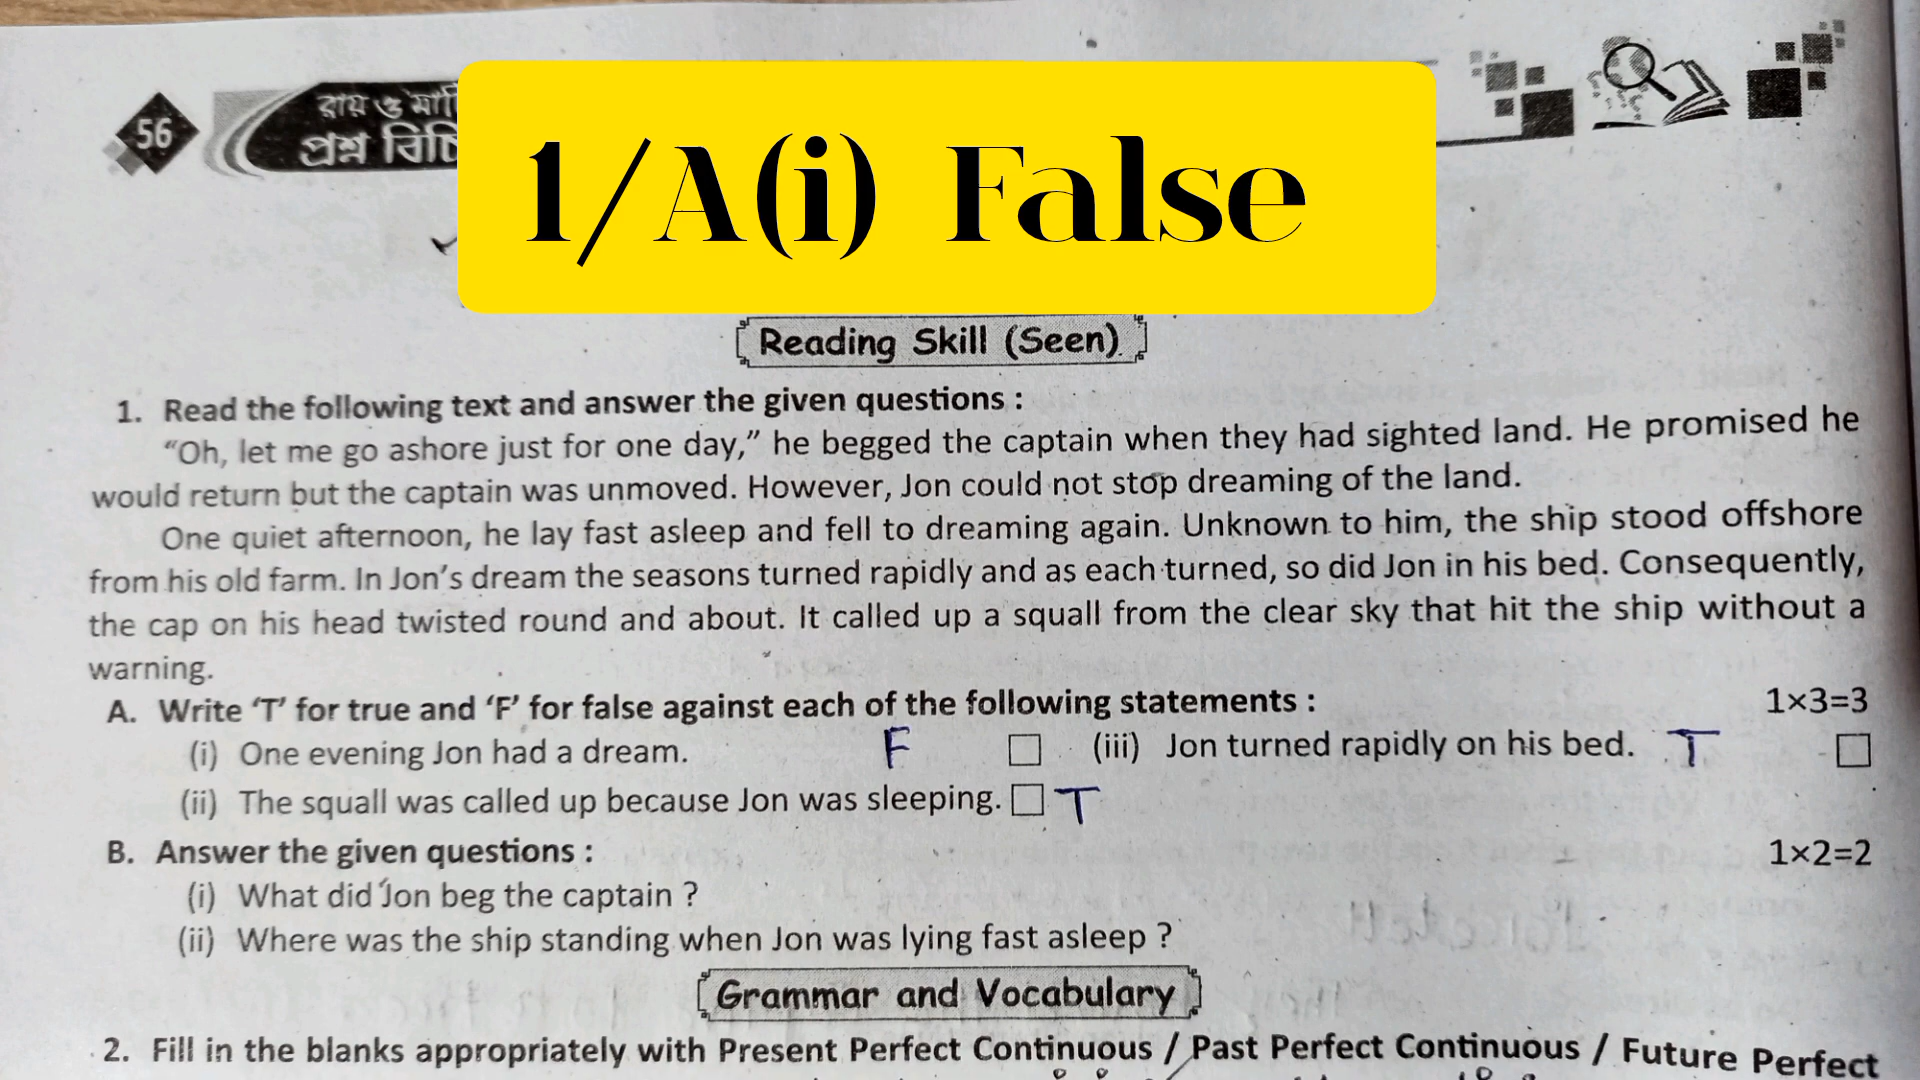 56
রায় ও
প্রশ্ন
1/A(i) False
Reading Skill (Seen)
1. Read the following text and answer the given questions :
“Oh, let me go ashore just for one day,” he begged the captain when they had sighted land. He promised he
would return but the captain was unmoved. However, Jon could not stop dreaming of the land.
One quiet afternoon, he lay fast asleep and fell to dreaming again. Unknown to him, the ship stood offshore
from his old farm. In Jon’s dream the seasons turned rapidly and as each turned, so did Jon in his bed. Consequently,
the cap on his head twisted round and about. It called up a squall from the clear sky that hit the ship without a
warning.
A. Write ‘T’ for true and ‘F’ for false against each of the following statements : 1×3=3
(i) One evening Jon had a dream. F (iii) Jon turned rapidly on his bed. T
(ii) The squall was called up because Jon was sleeping. T
B. Answer the given questions : 1×2=2
(i) What did Jon beg the captain ?
(ii) Where was the ship standing when Jon was lying fast asleep ?
Grammar and Vocabulary
2. Fill in the blanks appropriately with Present Perfect Continuous / Past Perfect Continuous / Future Perfect